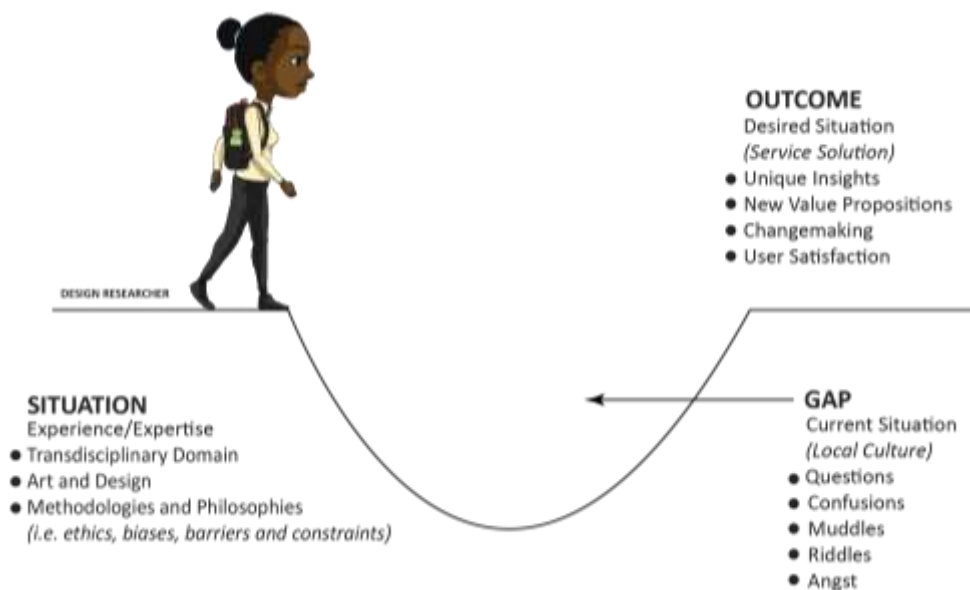 DESIGN RESEARCHER
SITUATION
Experience/Expertise
● Transdisciplinary Domain
● Art and Design
● Methodologies and Philosophies
(i.e. ethics, biases, barriers and constraints)
OUTCOME
Desired Situation
(Service Solution)
● Unique Insights
● New Value Propositions
● Changemaking
● User Satisfaction
GAP
Current Situation
(Local Culture)
● Questions
● Confusions
● Muddles
● Riddles
● Angst